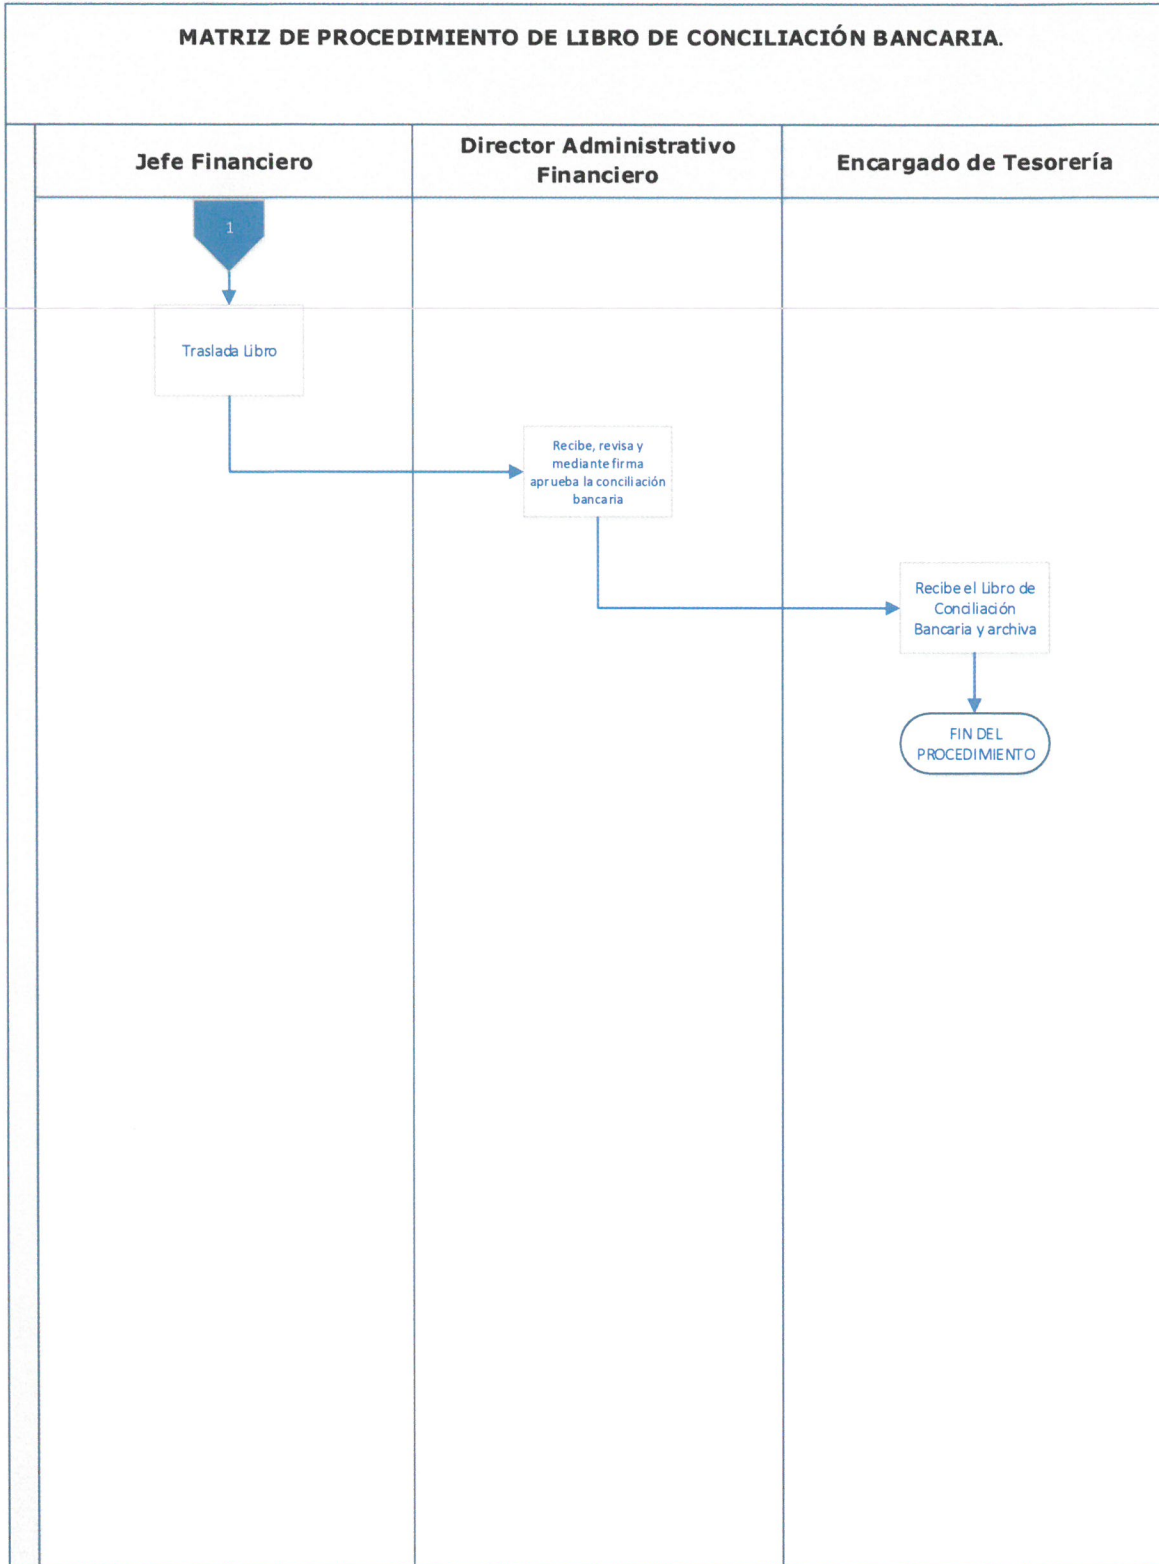 MATRIZ DE PROCEDIMIENTO DE LIBRO DE CONCILIACIÓN BANCARIA.
Jefe Financiero
Director Administrativo
Financiero
Encargado de Tesorería
1
Traslada Libro
Recibe, revisa y
mediante firma
aprueba la conciliación
bancaria
Recibe el Libro de
Conciliación
Bancaria y archiva
FIN DEL
PROCEDIMIENTO